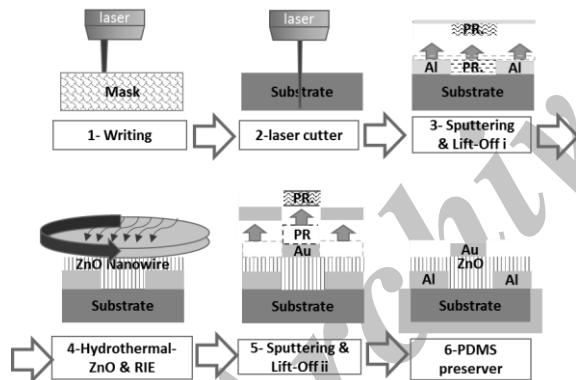 laser
Mask
1- Writing
laser
Substrate
2-laser cutter
PR.
Al PR. Al
Substrate
3- Sputtering
& Lift-Off i
ZnO Nanowire
Substrate
4-Hydrothermal-
ZnO & RIE
PR.
PR
Au
Substrate
5- Sputtering &
Lift-Off ii
Au
ZnO
Al Al
Substrate
6-PDMS
preserver
Archiv